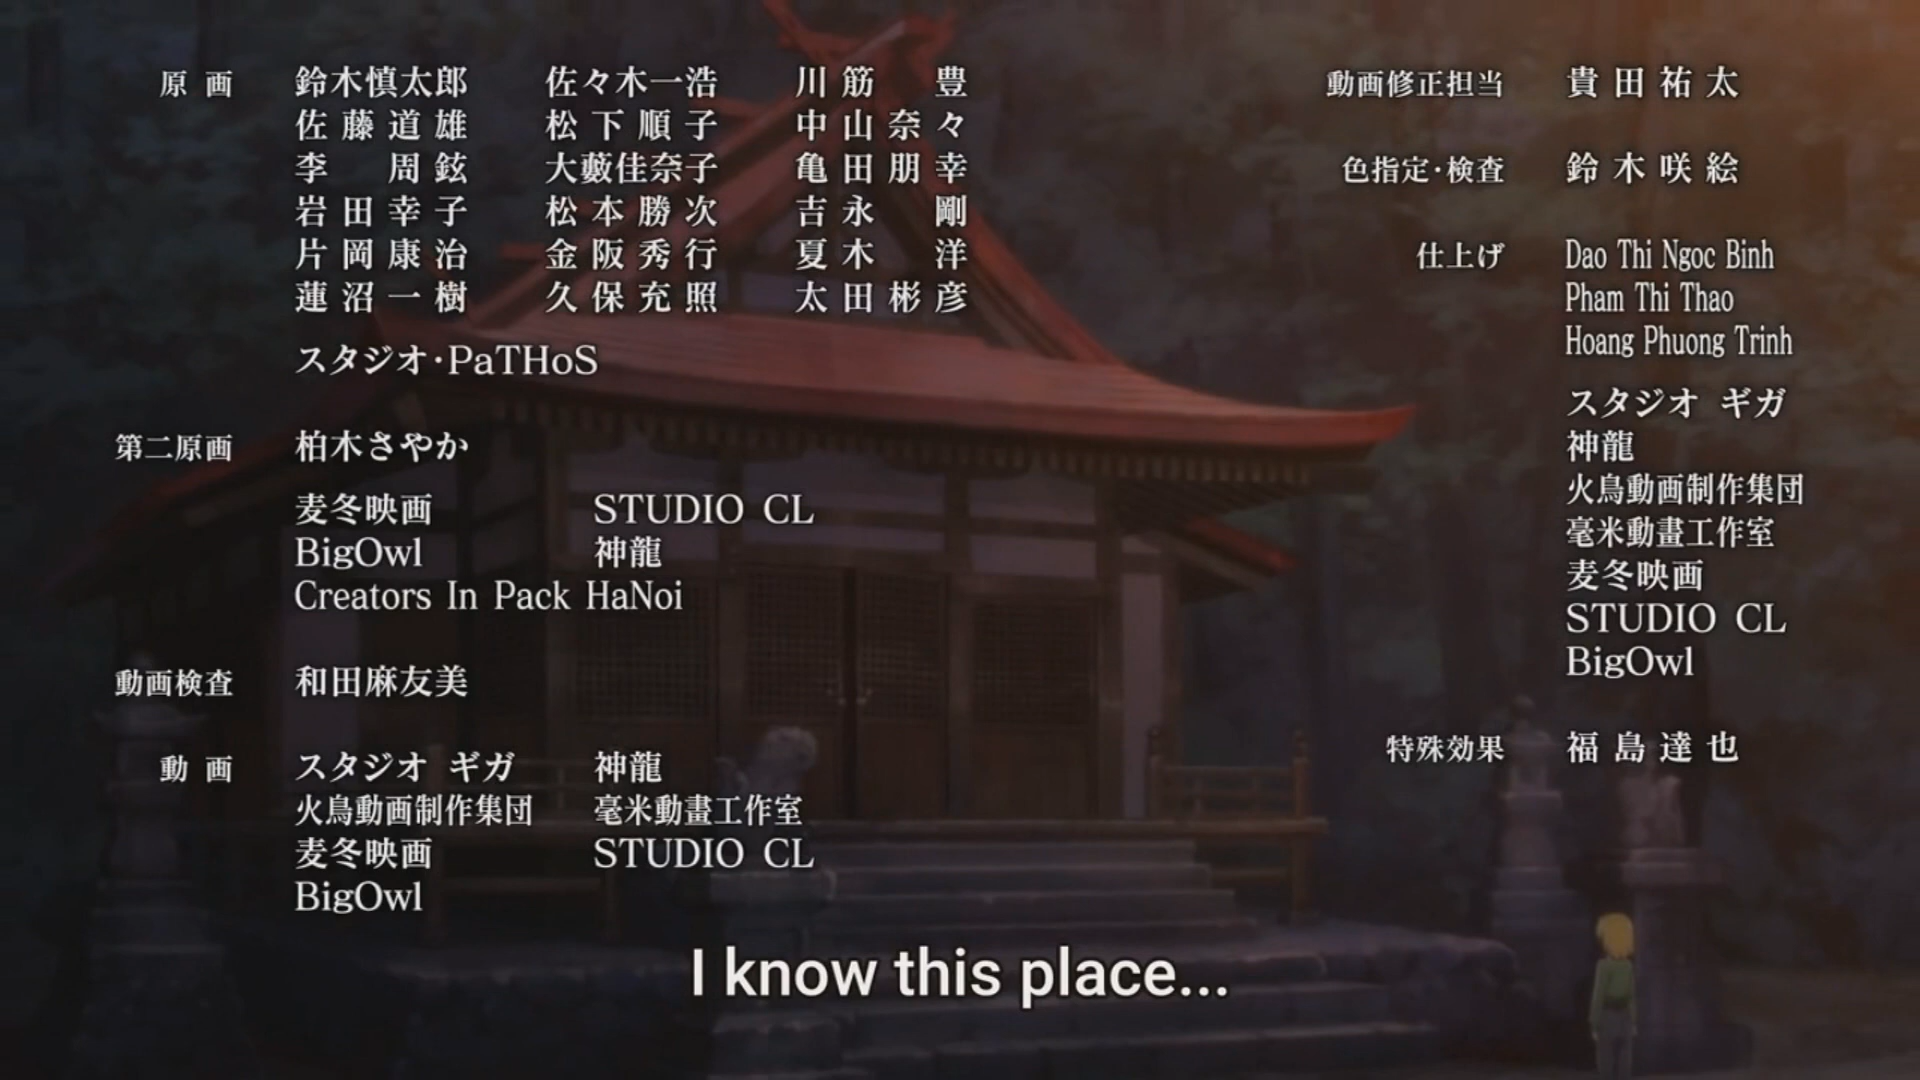 原画 鈴木慎太郎 佐々木一浩 川筋 豊
佐藤道雄 松下順子 中山奈々
李 周鉉 大藪佳奈子 亀田朋幸
岩田幸子 松本勝次 吉永 剛
片岡康治 金阪秀行 夏木 洋
蓮沼一樹 久保充照 太田彬彦
スタジオ·PaTHoS
第二原画 柏木さやか
麦冬映画 STUDIO CL
BigOwl 神龍
Creators In Pack HaNoi
動画検査 和田麻友美
動画 スタジオ ギガ 神龍
火鳥動画制作集団 毫米動畫工作室
麦冬映画 STUDIO CL
BigOwl
動画修正担当 貴田祐太
色指定·検査 鈴木咲絵
仕上げ Dao Thi Ngoc Binh
Pham Thi Thao
Hoang Phuong Trinh
スタジオ ギガ
神龍
火鳥動画制作集団
毫米動畫工作室
麦冬映画
STUDIO CL
BigOwl
特殊効果 福島達也
I know this place...